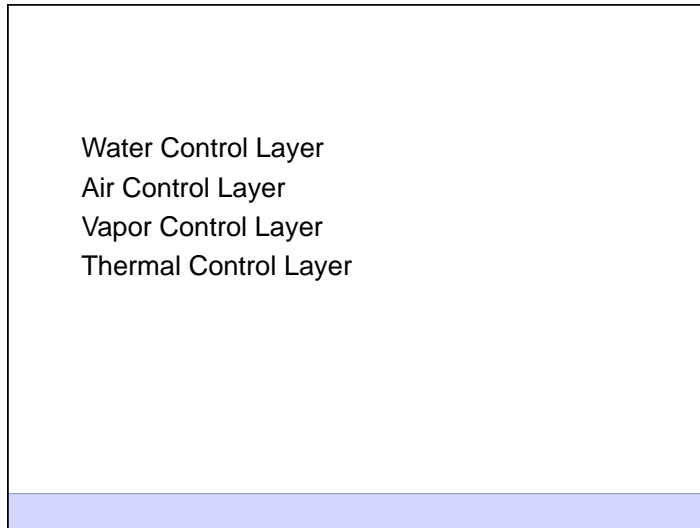 Water Control Layer
Air Control Layer
Vapor Control Layer
Thermal Control Layer